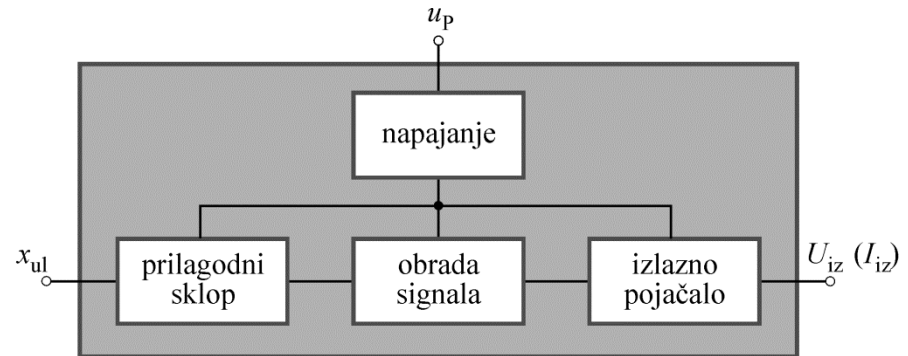 u_P
napajanje
x_ul
prilagodni
sklop
obrada
signala
izlazno
pojačalo
U_iz (I_iz)